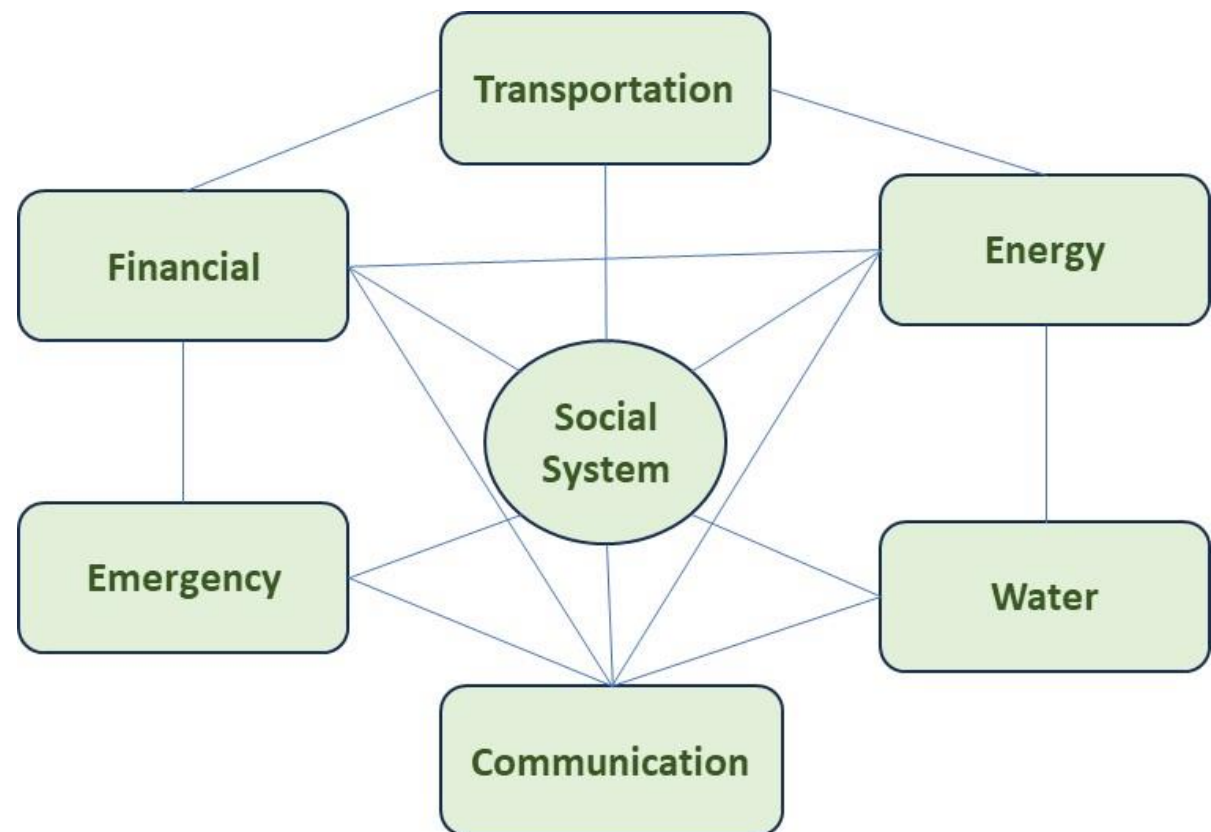 Transportation
Financial
Energy
Social
System
Emergency
Water
Communication